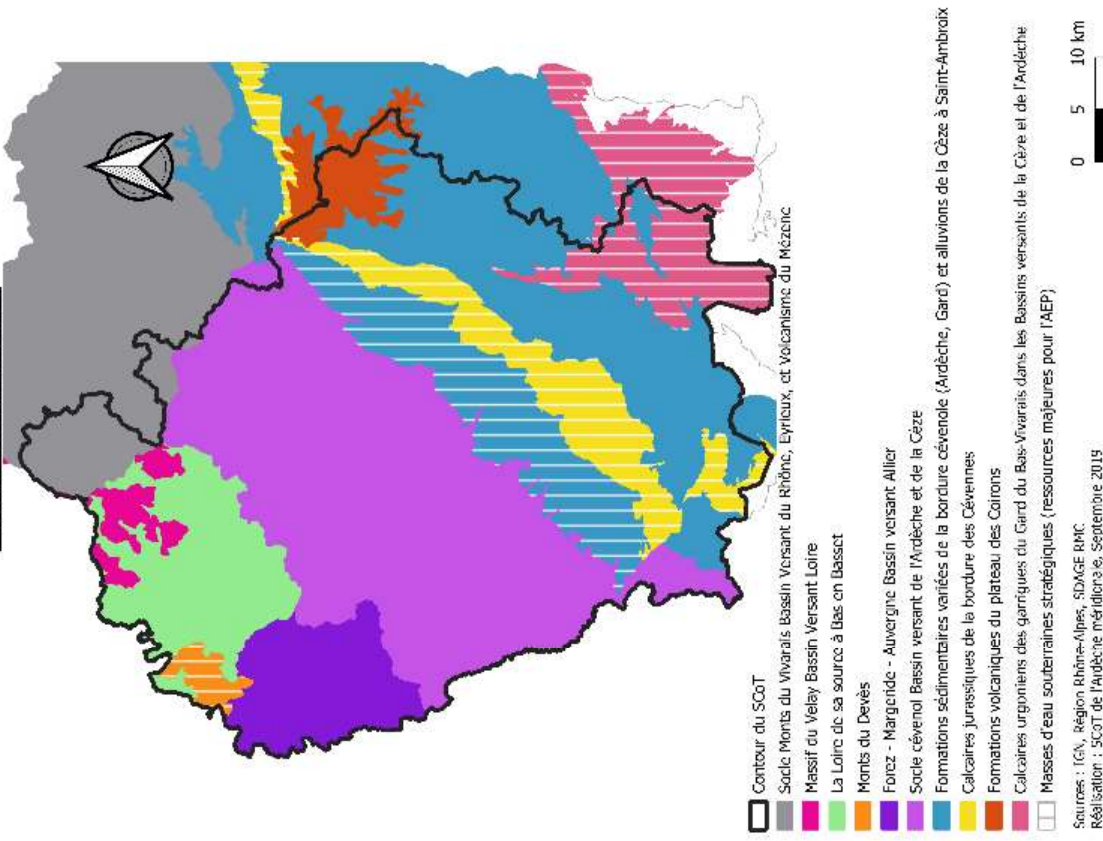 Contour du SCoT
Socle Monts du Vivarais Bassin Versant du Rhône, Eyrieux, et Volcanisme du Mézenc
Massif du Velay Bassin Versant Loire
La Loire de sa source à Bas en Basset
Monts du Devès
Forez - Margeride - Auvergne Bassin versant Allier
Socle cévenol Bassin versant de l'Ardèche et de la Cèze
Formations sédimentaires variées de la bordure cévenole (Ardèche, Gard) et alluvions de la Cèze à Saint-Ambroix
Calcaires jurassiques de la bordure des Cévennes
Formations volcaniques du plateau des Coirons
Calcaires urgoniens des garrigues du Gard du Bas-Vivarais dans les Bassins versants de la Cèze et de l'Ardèche
Masses d'eau souterraines stratégiques (ressources majeures pour l'AEP)
0 5 10 km
Sources : IGN, Région Rhône-Alpes, SDAGE RMC
Réalisation : SCoT de l'Ardèche méridionale, Septembre 2019